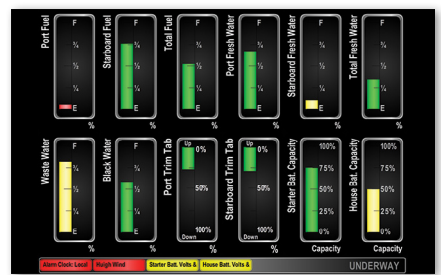 Port Fuel
F
¾
½
¼
E
%
Starboard Fuel
F
¾
½
¼
E
%
Total Fuel
F
¾
½
¼
E
%
Port Fresh Water
F
¾
½
¼
E
%
Starboard Fresh Water
F
¾
½
¼
E
%
Total Fresh Water
F
¾
½
¼
E
%
Waste Water
F
¾
½
¼
E
%
Black Water
F
¾
½
¼
E
%
Port Trim Tab
Up
0%
50%
100%
Down
%
Starboard Trim Tab
Up
0%
50%
100%
Down
%
Starter Bat. Capacity
100%
75%
50%
25%
0%
Capacity
House Bat. Capacity
100%
75%
50%
25%
0%
Capacity
Alarm Clock: Local
Huigh Wind
Starter Batt. Volts &
House Batt. Volts &
UNDERWAY